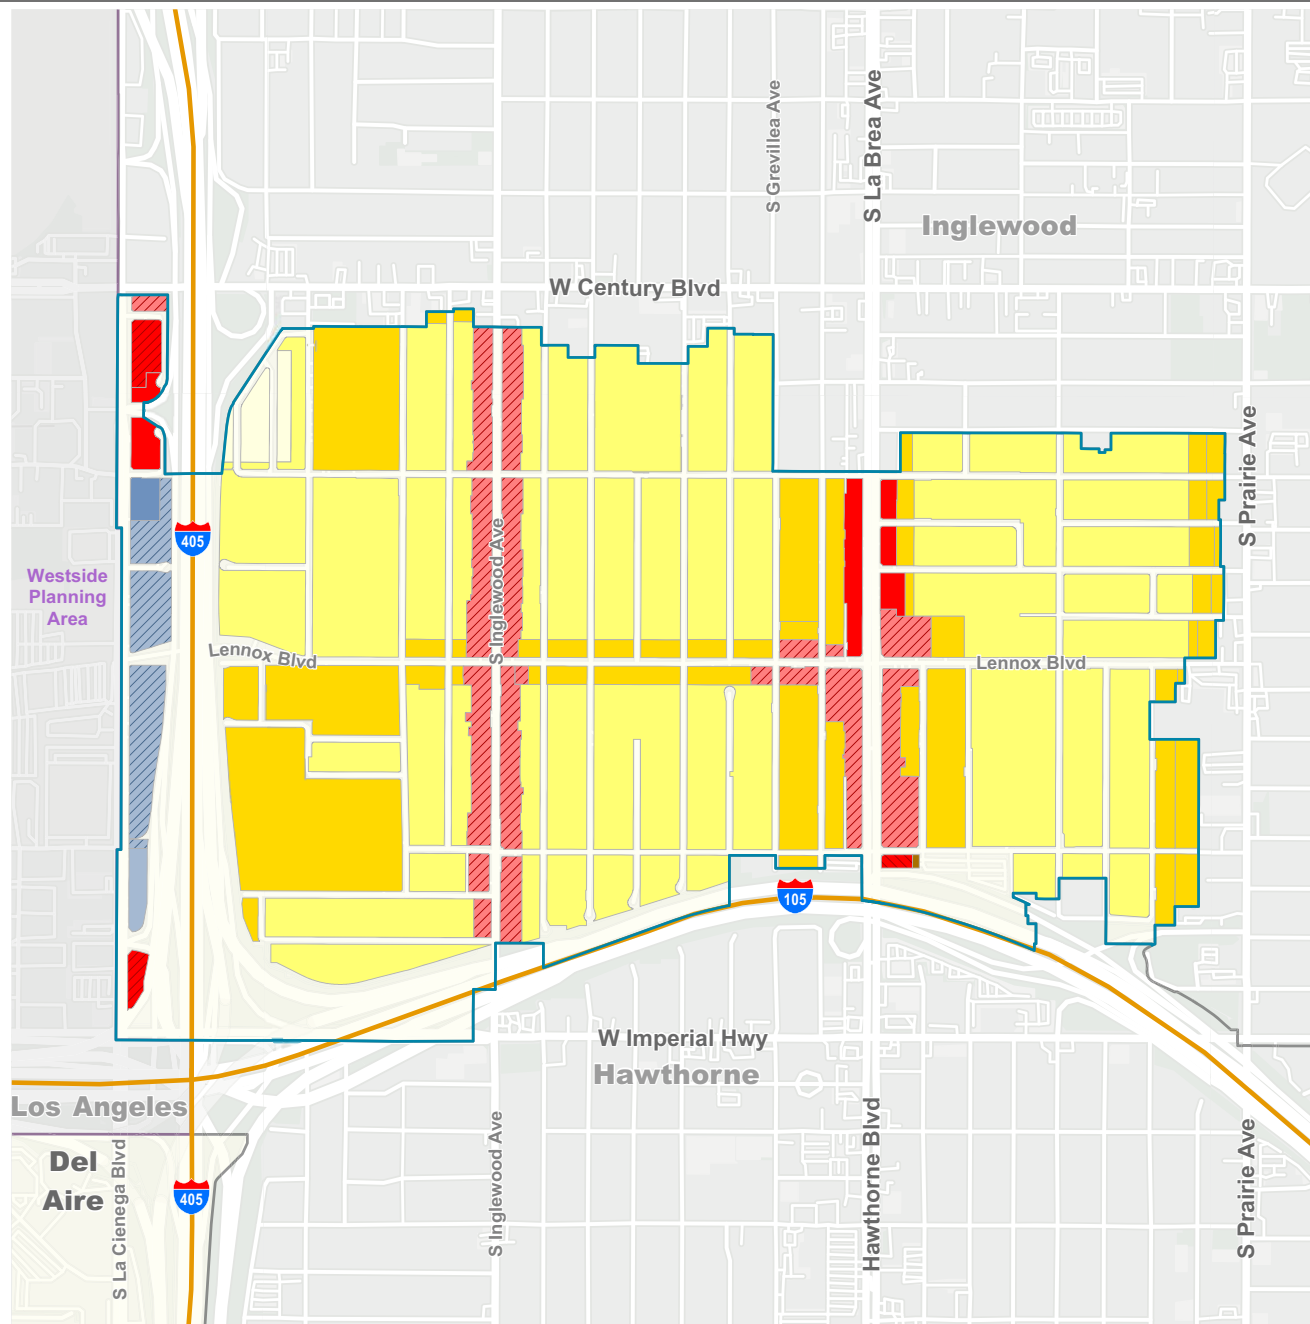 S Grevillea Ave
S La Brea Ave
Inglewood
W Century Blvd
S Prairie Ave
405
S Inglewood Ave
Westside
Planning
Area
Lennox Blvd
Lennox Blvd
105
W Imperial Hwy
Hawthorne
Los Angeles
Del
Aire
S La Cienega Blvd
405
S Inglewood Ave
Hawthorne Blvd
S Prairie Ave